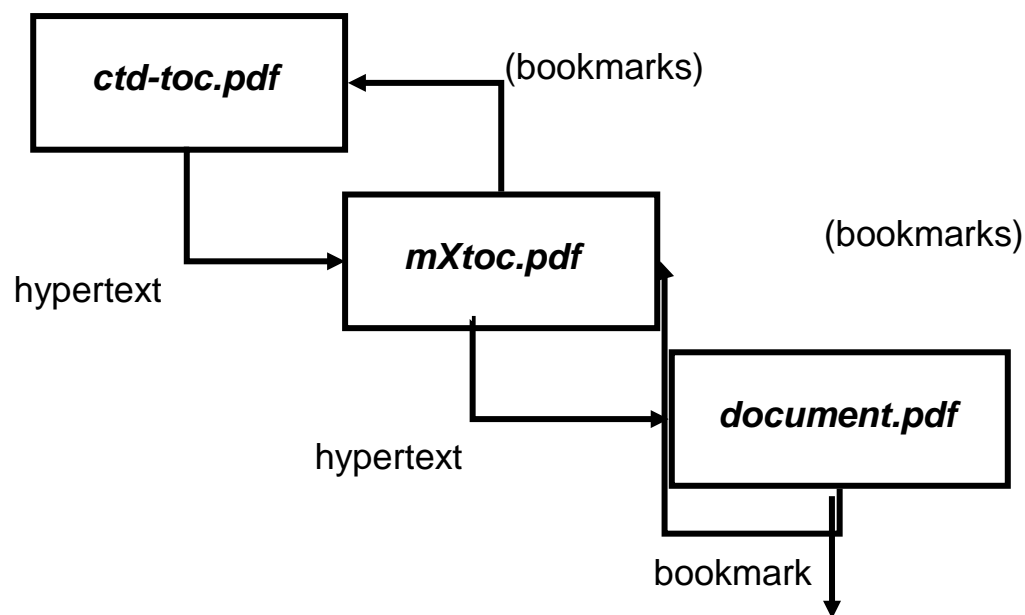 ctd-toc.pdf
(bookmarks)
mXtoc.pdf
(bookmarks)
hypertext
document.pdf
hypertext
bookmark